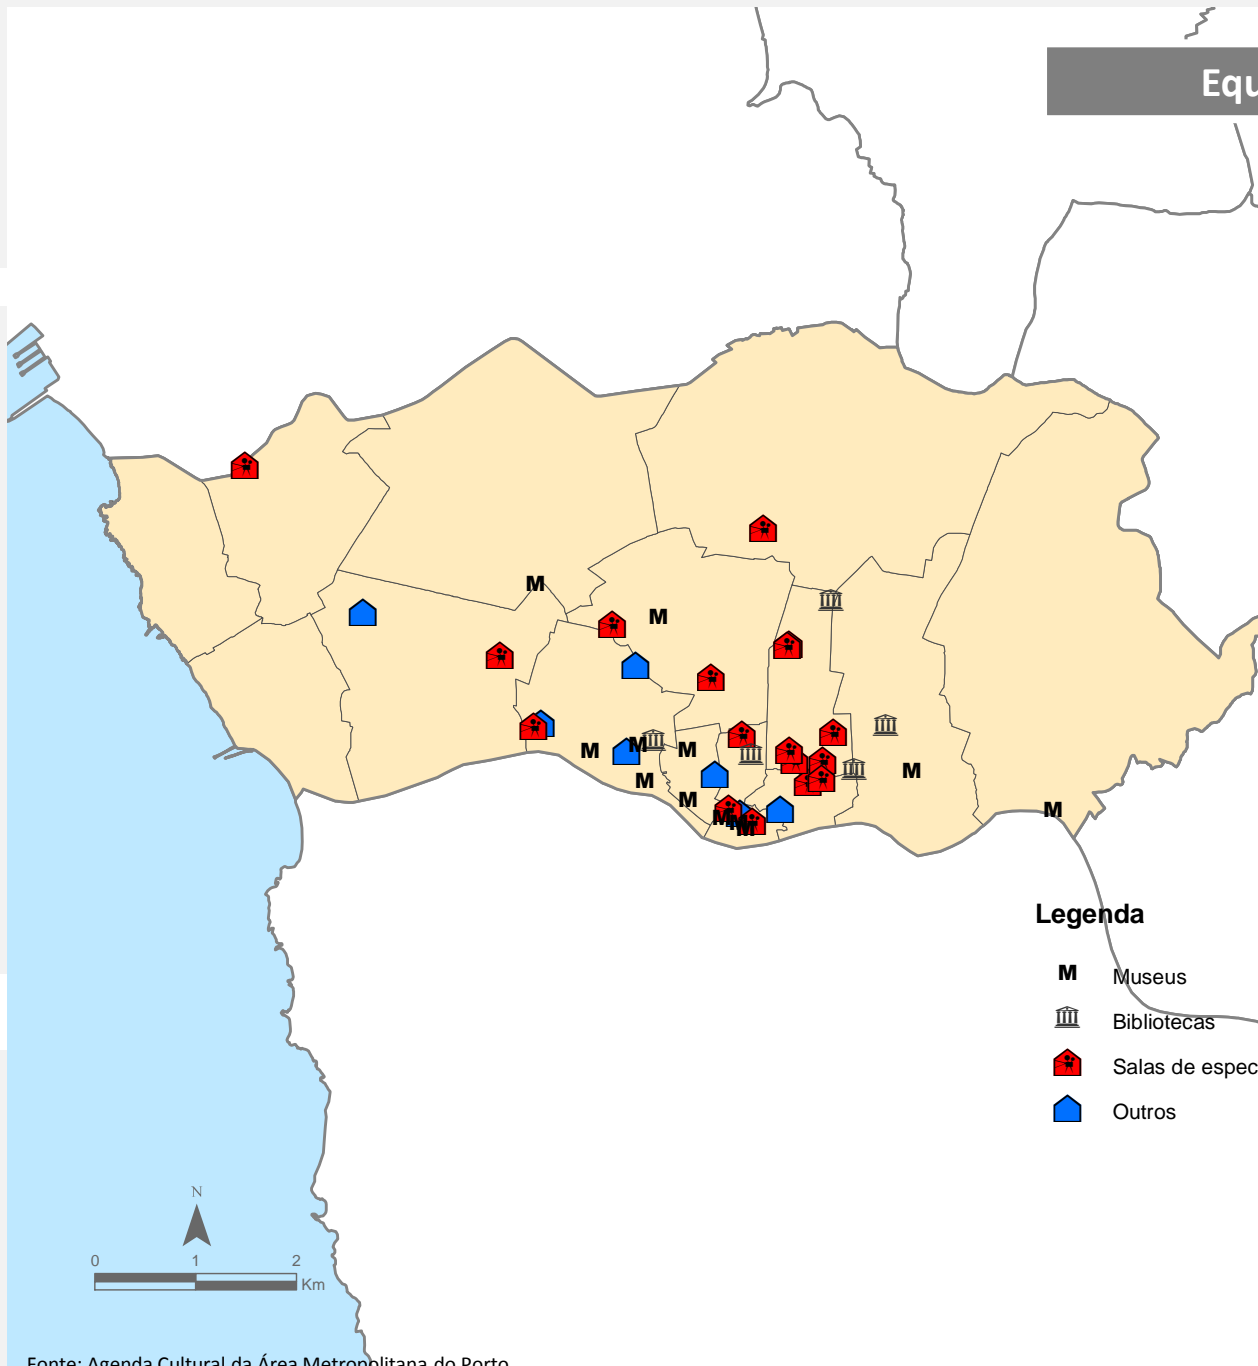 Equ
M
M
M
M
M
M
M
M
M
M
M
M
M
Legenda
M Museus
Bibliotecas
Salas de espec
Outros
N
0 1 2
Km
Fonte: Agenda Cultural da Área Metropolitana do Porto